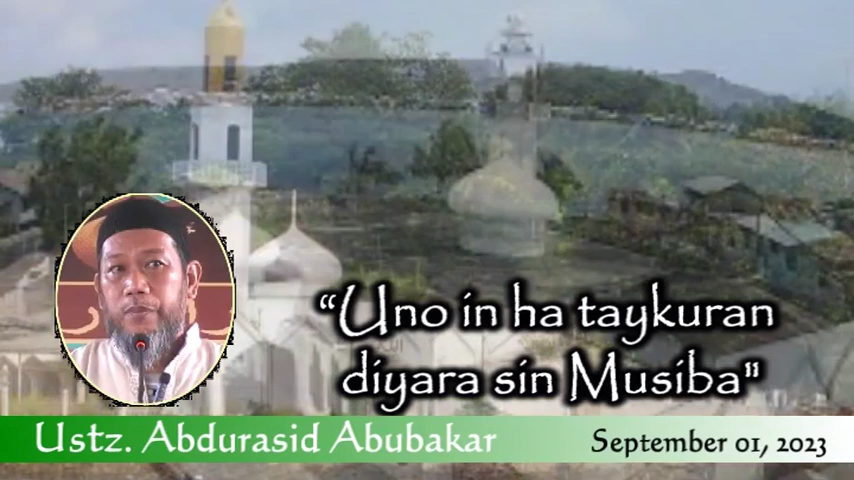 “Uno in ha taykuran
diyara sin Musiba"
Ustz. Abdurasid Abubakar
September 01, 2023